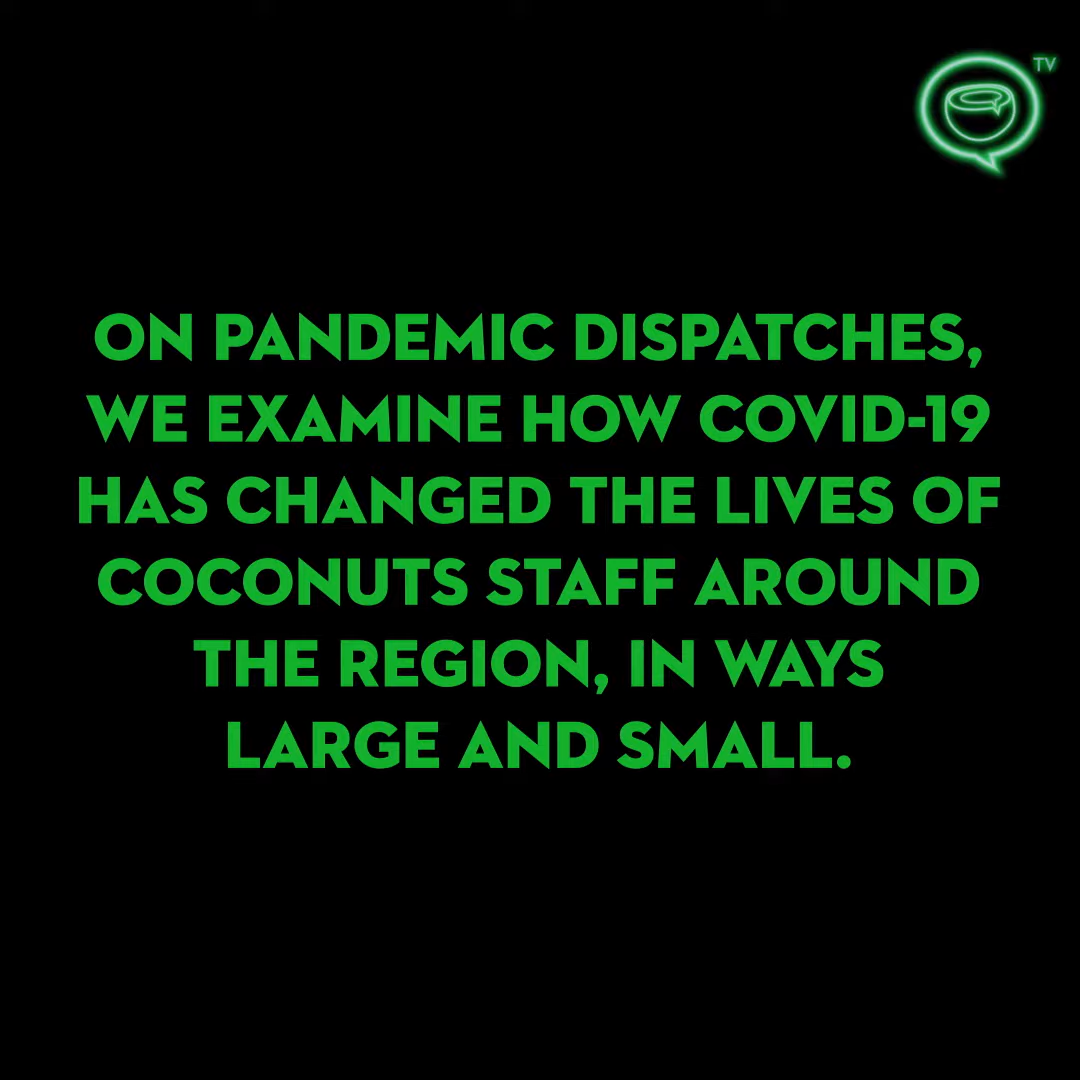 TV
ON PANDEMIC DISPATCHES,
WE EXAMINE HOW COVID-19
HAS CHANGED THE LIVES OF
COCONUTS STAFF AROUND
THE REGION, IN WAYS
LARGE AND SMALL.